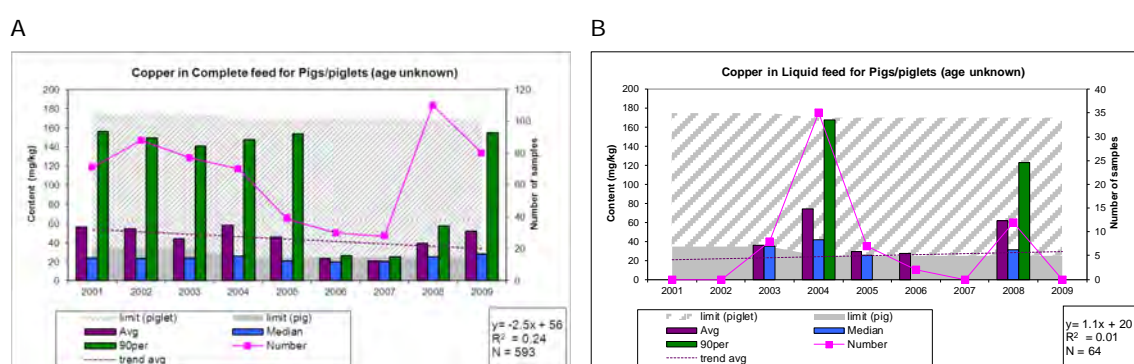 A
Copper in Complete feed for Pigs/piglets (age unknown)
Content (mg/kg)
200
180
160
140
120
100
80
60
40
20
0
120
100
80
60
40
20
0
Number of samples
2001 2002 2003 2004 2005 2006 2007 2008 2009
limit (piglet) limit (pig)
Avg Median
90per Number
trend avg
y= -2.5x + 56
R² = 0.24
N = 593
B
Copper in Liquid feed for Pigs/piglets (age unknown)
Content (mg/kg)
200
180
160
140
120
100
80
60
40
20
0
40
35
30
25
20
15
10
5
0
Number of samples
2001 2002 2003 2004 2005 2006 2007 2008 2009
limit (piglet) limit (pig)
Avg Median
90per Number
trend avg
y= 1.1x + 20
R² = 0.01
N = 64